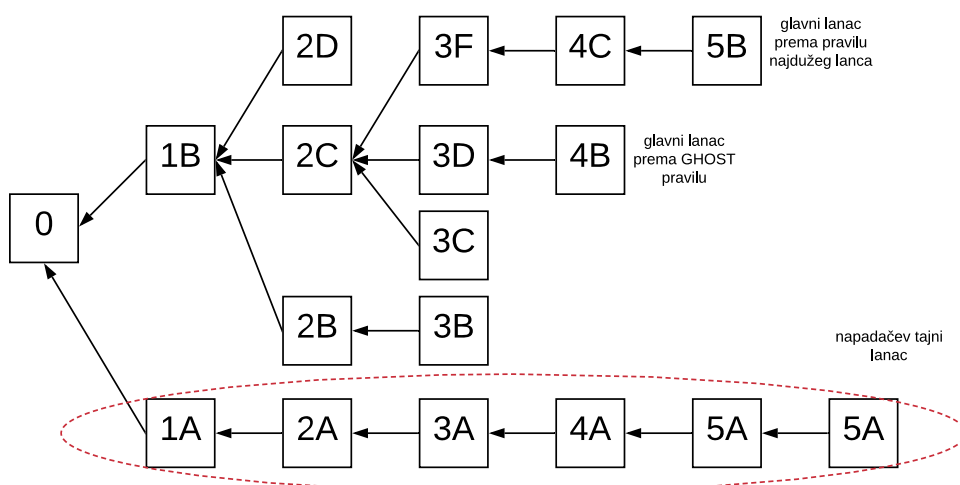 2D
3F
4C
5B
glavni lanac
prema pravilu
najdužeg lanca
1B
2C
3D
4B
glavni lanac
prema GHOST
pravilu
0
3C
2B
3B
napadačev tajni
lanac
1A
2A
3A
4A
5A
5A